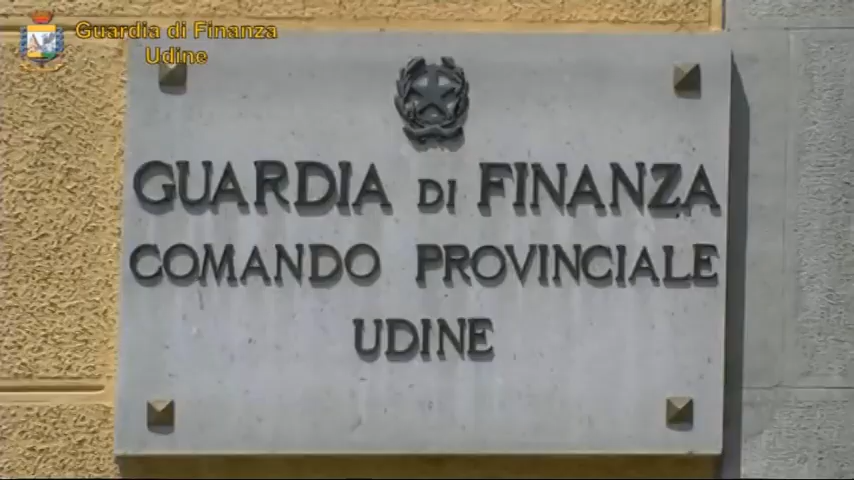 Guardia di Finanza
Udine
GUARDIA DI FINANZA
COMANDO PROVINCIALE
UDINE